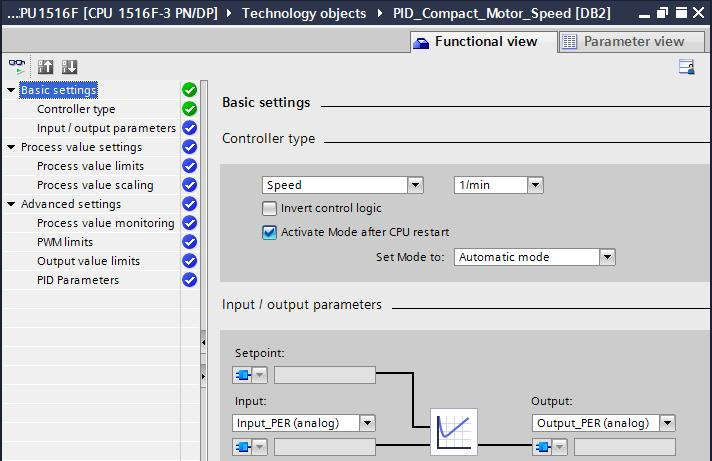 ...'U1516F [CPU 1516F-3 PN/DP] ▸ Technology objects ▸ PID_Compact_Motor_Speed [DB2]
Functional view
Parameter view
Basic settings
Controller type
Input / output parameters
Process value settings
Process value limits
Process value scaling
Advanced settings
Process value monitoring
PWM limits
Output value limits
PID Parameters
Basic settings
Controller type
Speed
1/min
Invert control logic
Activate Mode after CPU restart
Set Mode to: Automatic mode
Input / output parameters
Setpoint:
Input:
Output:
Input_PER (analog)
Output_PER (analog)